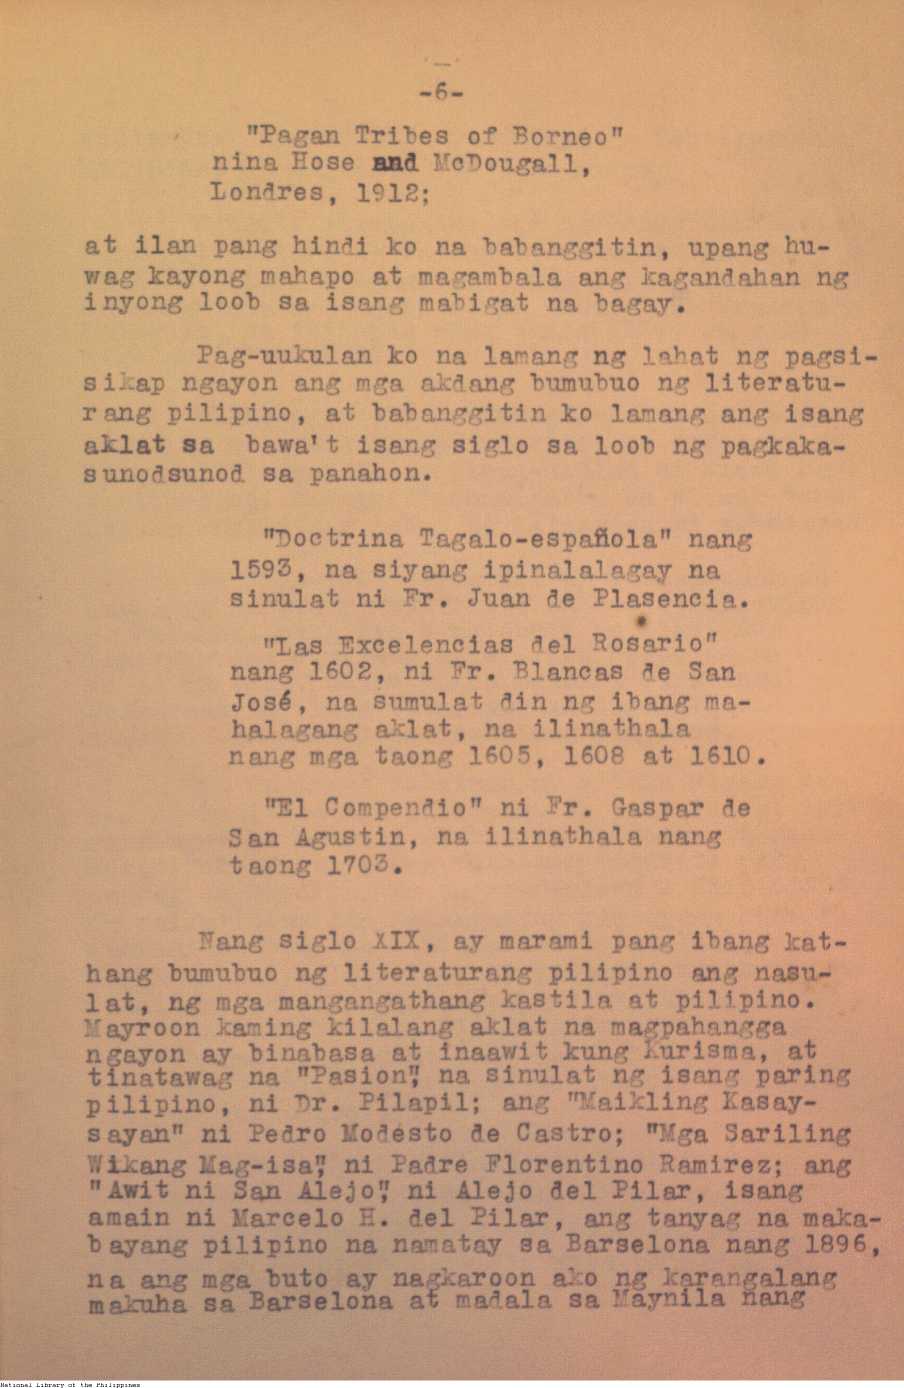 -6-
"Pagan Tribes of Borneo"
nina Hose and McDougall,
Londres, 1912;
at ilan pang hindi ko na babanggitin, upang hu-
wag kayong mahapo at magambala ang kagandahan ng
inyong loob sa isang mabigat na bagay.
Pag-uukulan ko na lamang ng lahat ng pagsi-
sikap ngayon ang mga akdang bumubuo ng literatu-
rang pilipino, at babanggitin ko lamang ang isang
aklat sa bawa't isang siglo sa loob ng pagkaka-
sunodsunod sa panahon.
"Doctrina Tagalo-española" nang
1593, na siyang ipinalalagay na
sinulat ni Fr. Juan de Plasencia.
"Las Excelencias del Rosario"
nang 1602, ni Fr. Blancas de San
José, na sumulat din ng ibang ma-
halagang aklat, na ilinathala
nang mga taong 1605, 1608 at 1610.
"El Compendio" ni Fr. Gaspar de
San Agustin, na ilinathala nang
taong 1703.
Nang siglo XIX, ay marami pang ibang kat-
hang bumubuo ng literaturang pilipino ang nasu-
lat, ng mga mangangathang kastila at pilipino.
Mayroon kaming kilalang aklat na magpahangga
ngayon ay binabasa at inaawit kung Kurisma, at
tinatawag na "Pasion", na sinulat ng isang paring
pilipino, ni Dr. Pilapil; ang "Maikling Kasay-
sayan" ni Pedro Modesto de Castro; "Mga Sariling
Wikang Mag-isa", ni Padre Florentino Ramirez; ang
"Awit ni San Alejo", ni Alejo del Pilar, isang
amain ni Marcelo H. del Pilar, ang tanyag na maka-
bayang pilipino na namatay sa Barselona nang 1896,
na ang mga buto ay nagkaroon ako ng karangalang
makuha sa Barselona at madala sa Maynila nang
National Library of the Philippines